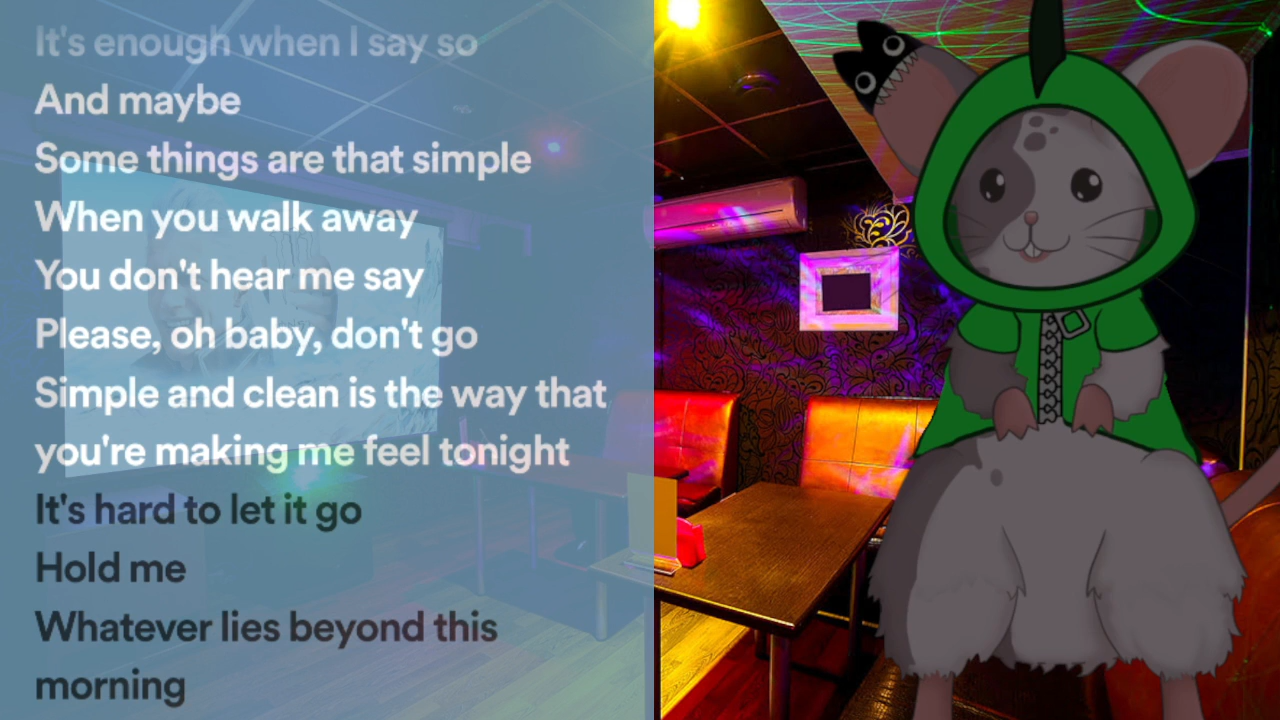 It's enough when I say so
And maybe
Some things are that simple
When you walk away
You don't hear me say
Please, oh baby, don't go
Simple and clean is the way that
you're making me feel tonight
It's hard to let it go
Hold me
Whatever lies beyond this
morning